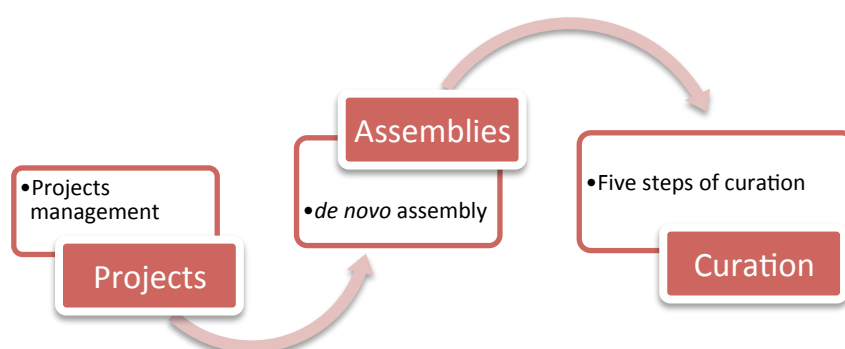 •Projects
management
Projects
Assemblies
•de novo assembly
•Five steps of curation
Curation